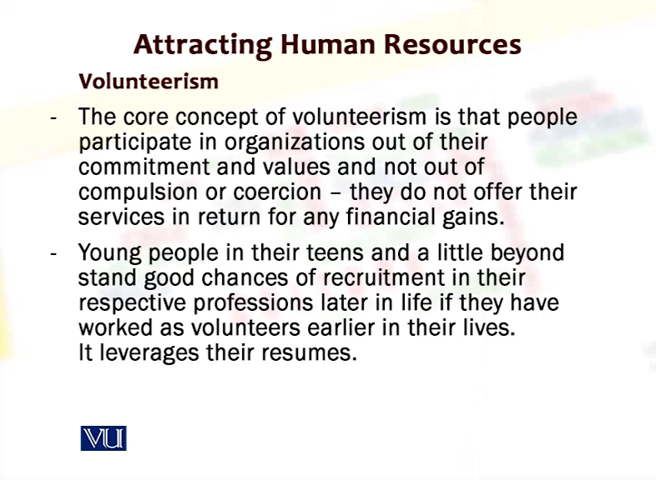 Attracting Human Resources
Volunteerism
- The core concept of volunteerism is that people
participate in organizations out of their
commitment and values and not out of
compulsion or coercion – they do not offer their
services in return for any financial gains.
- Young people in their teens and a little beyond
stand good chances of recruitment in their
respective professions later in life if they have
worked as volunteers earlier in their lives.
It leverages their resumes.
VU